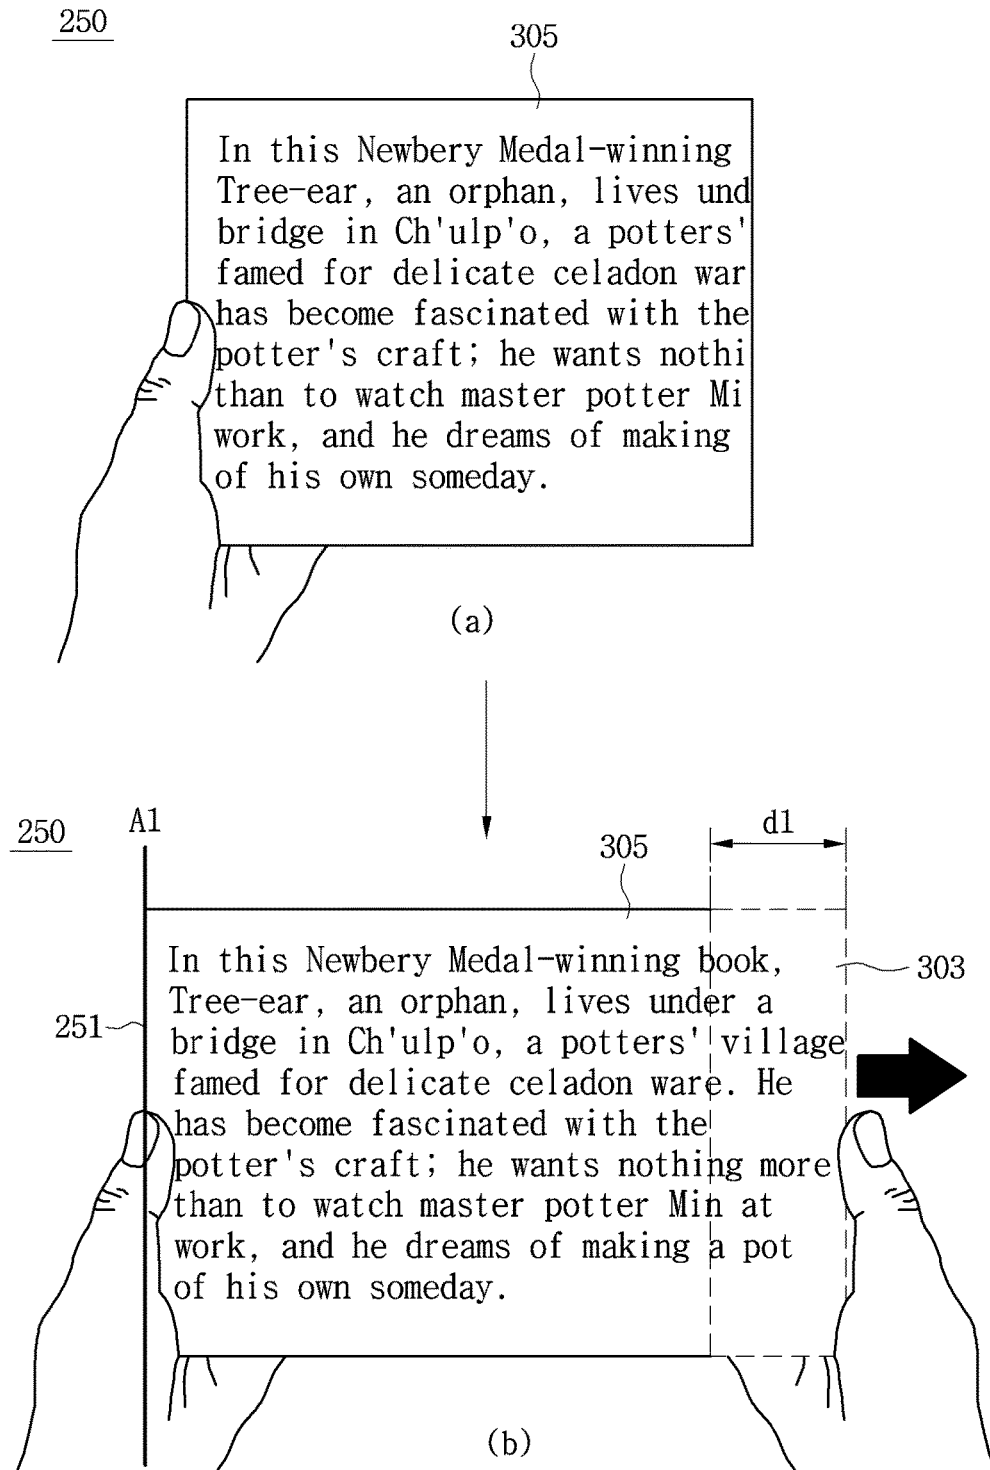 250
305
In this Newbery Medal-winning
Tree-ear, an orphan, lives und
bridge in Ch'ulp'o, a potters'
famed for delicate celadon war
has become fascinated with the
potter's craft; he wants nothi
than to watch master potter Mi
work, and he dreams of making
of his own someday.
(a)
250
A1
305
d1
In this Newbery Medal-winning book,
303
Tree-ear, an orphan, lives under a
251
bridge in Ch'ulp'o, a potters' village
famed for delicate celadon ware. He
has become fascinated with the
potter's craft; he wants nothing more
than to watch master potter Min at
work, and he dreams of making a pot
of his own someday.
(b)